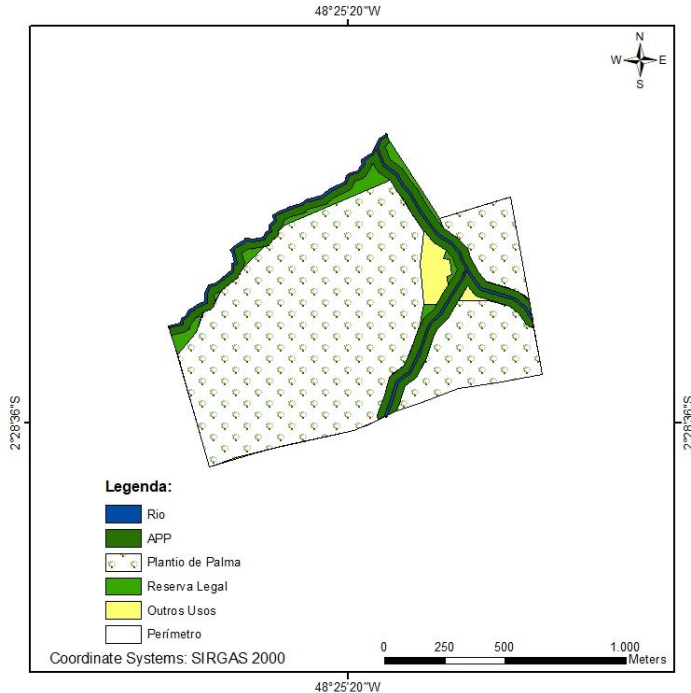 48°25'20"W
N
W E
S
2°28'36"S
2°28'36"S
Legenda:
Rio
APP
Plantio de Palma
Reserva Legal
Outros Usos
Perímetro
0 250 500 1.000
Meters
Coordinate Systems: SIRGAS 2000
48°25'20"W